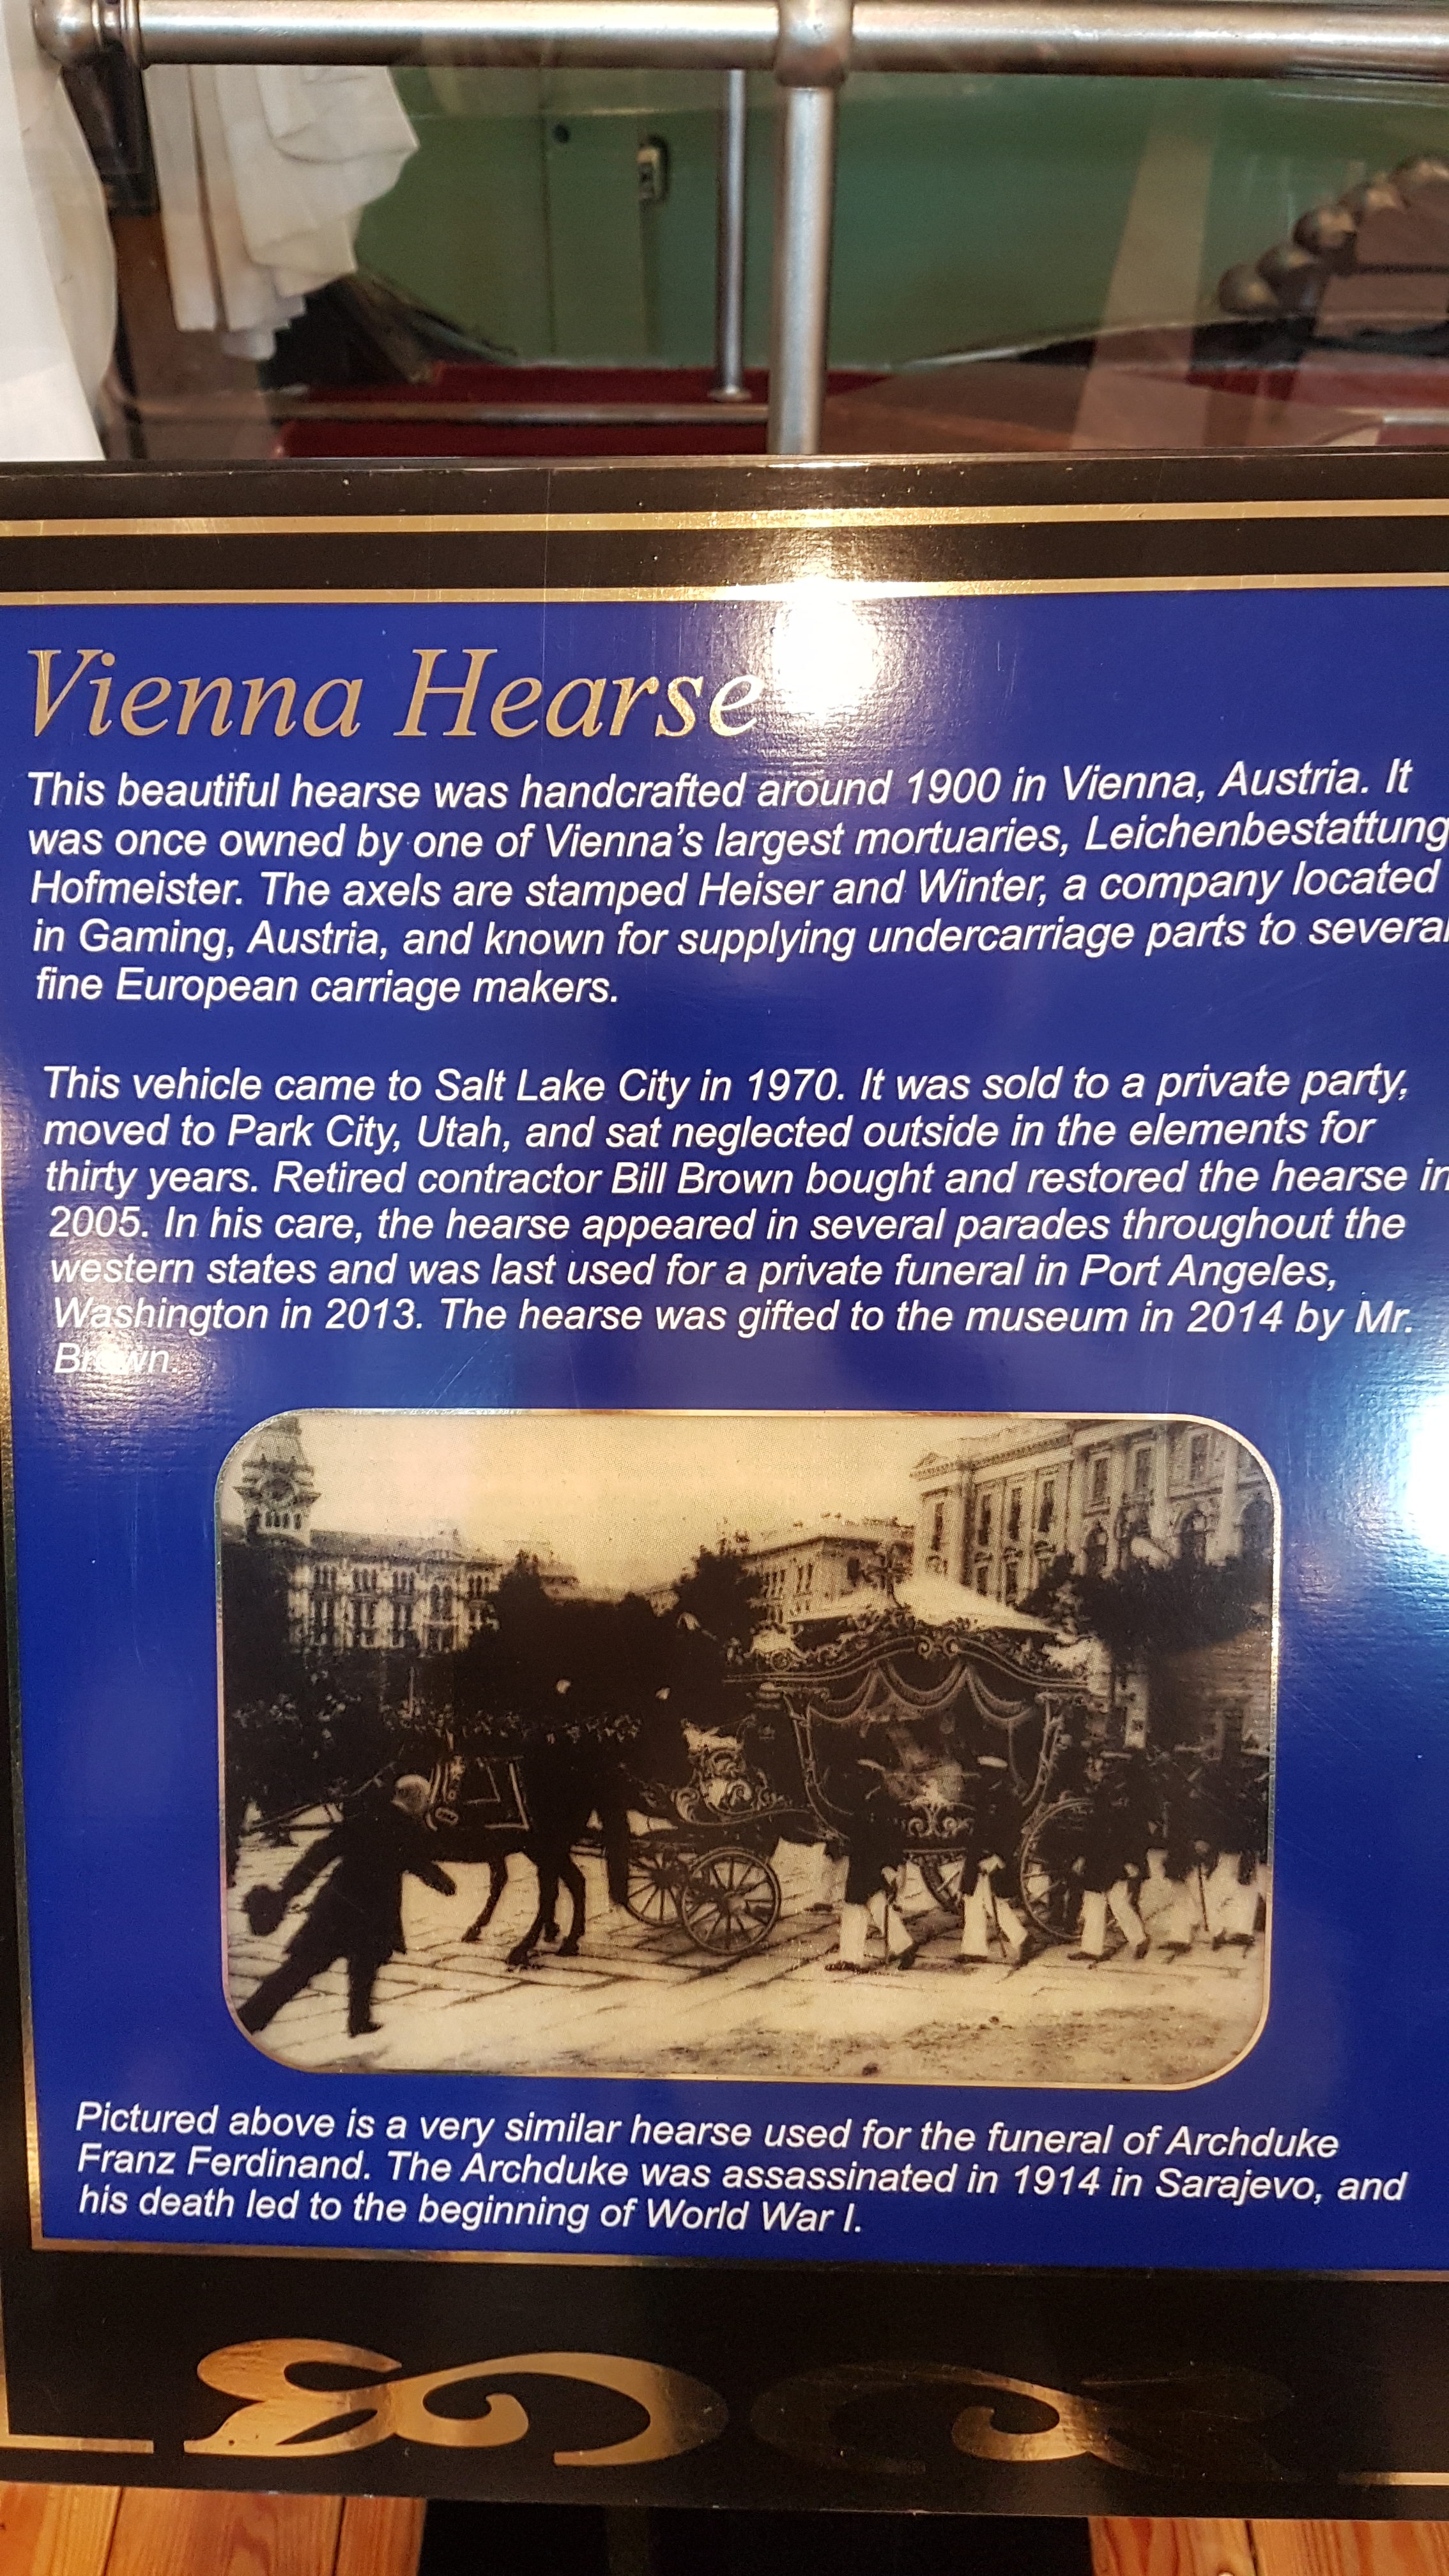 Vienna Hearse
This beautiful hearse was handcrafted around 1900 in Vienna, Austria. It
was once owned by one of Vienna's largest mortuaries, Leichenbestattung
Hofmeister. The axels are stamped Heiser and Winter, a company located
in Gaming, Austria, and known for supplying undercarriage parts to several
fine European carriage makers.
This vehicle came to Salt Lake City in 1970. It was sold to a private party,
moved to Park City, Utah, and sat neglected outside in the elements for
thirty years. Retired contractor Bill Brown bought and restored the hearse in
2005. In his care, the hearse appeared in several parades throughout the
western states and was last used for a private funeral in Port Angeles,
Washington in 2013. The hearse was gifted to the museum in 2014 by Mr.
Brown.
Pictured above is a very similar hearse used for the funeral of Archduke
Franz Ferdinand. The Archduke was assassinated in 1914 in Sarajevo, and
his death led to the beginning of World War I.